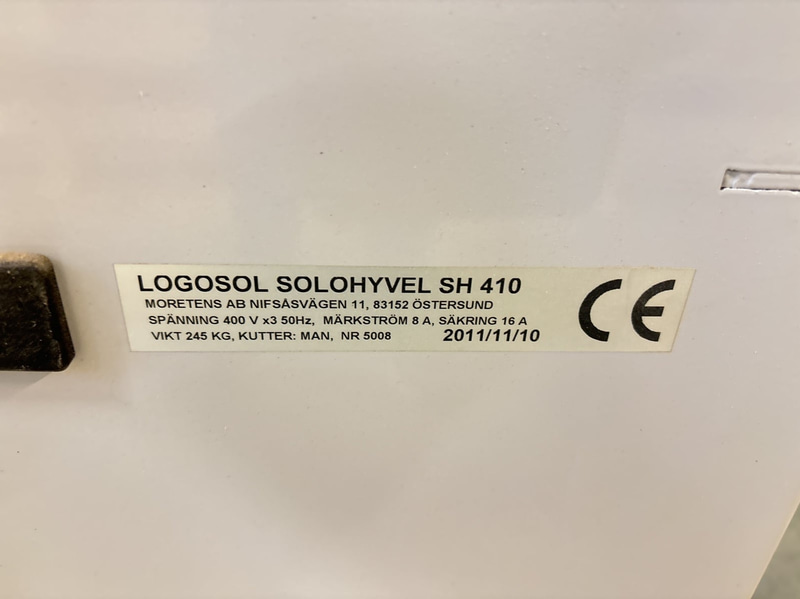 LOGOSOL SOLOHYVEL SH 410
MORETENS AB NIFSÅSVÄGEN 11, 83152 ÖSTERSUND
SPÄNNING 400 V x3 50Hz, MÄRKSTRÖM 8 A, SÄKRING 16 A
VIKT 245 KG, KUTTER: MAN, NR 5008 2011/11/10
CE